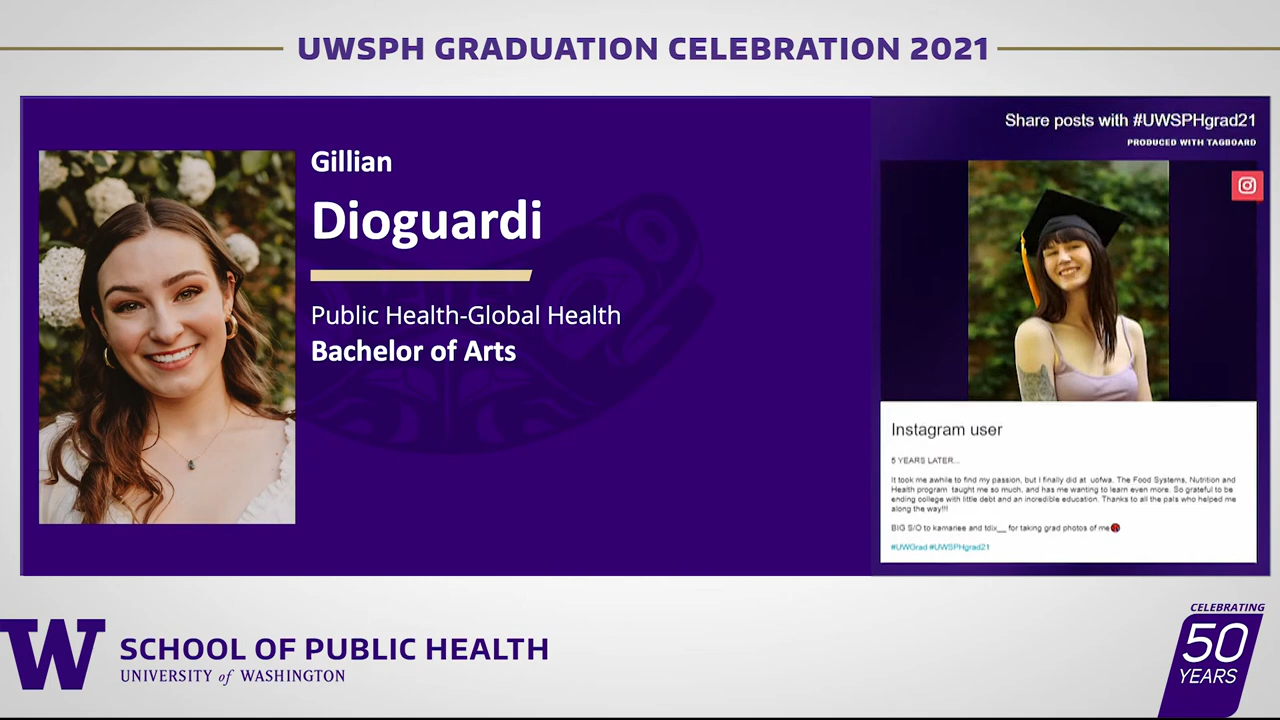 UWSPH GRADUATION CELEBRATION 2021
Gillian
Dioguardi
Public Health-Global Health
Bachelor of Arts
Share posts with #UWSPHgrad21
PRODUCED WITH TAGBOARD
Instagram user
5 YEARS LATER...
It took me awhile to find my passion, but I finally did at uofwa. The Food Systems, Nutrition and
Health program taught me so much, and has me wanting to learn even more. So grateful to be
ending college with little debt and an incredible education. Thanks to all the pals who helped me
along the way!!!
BIG S/O to kamariee and tdix__ for taking grad photos of me
#UWGrad #UWSPHgrad21
W
SCHOOL OF PUBLIC HEALTH
UNIVERSITY of WASHINGTON
CELEBRATING
50
YEARS